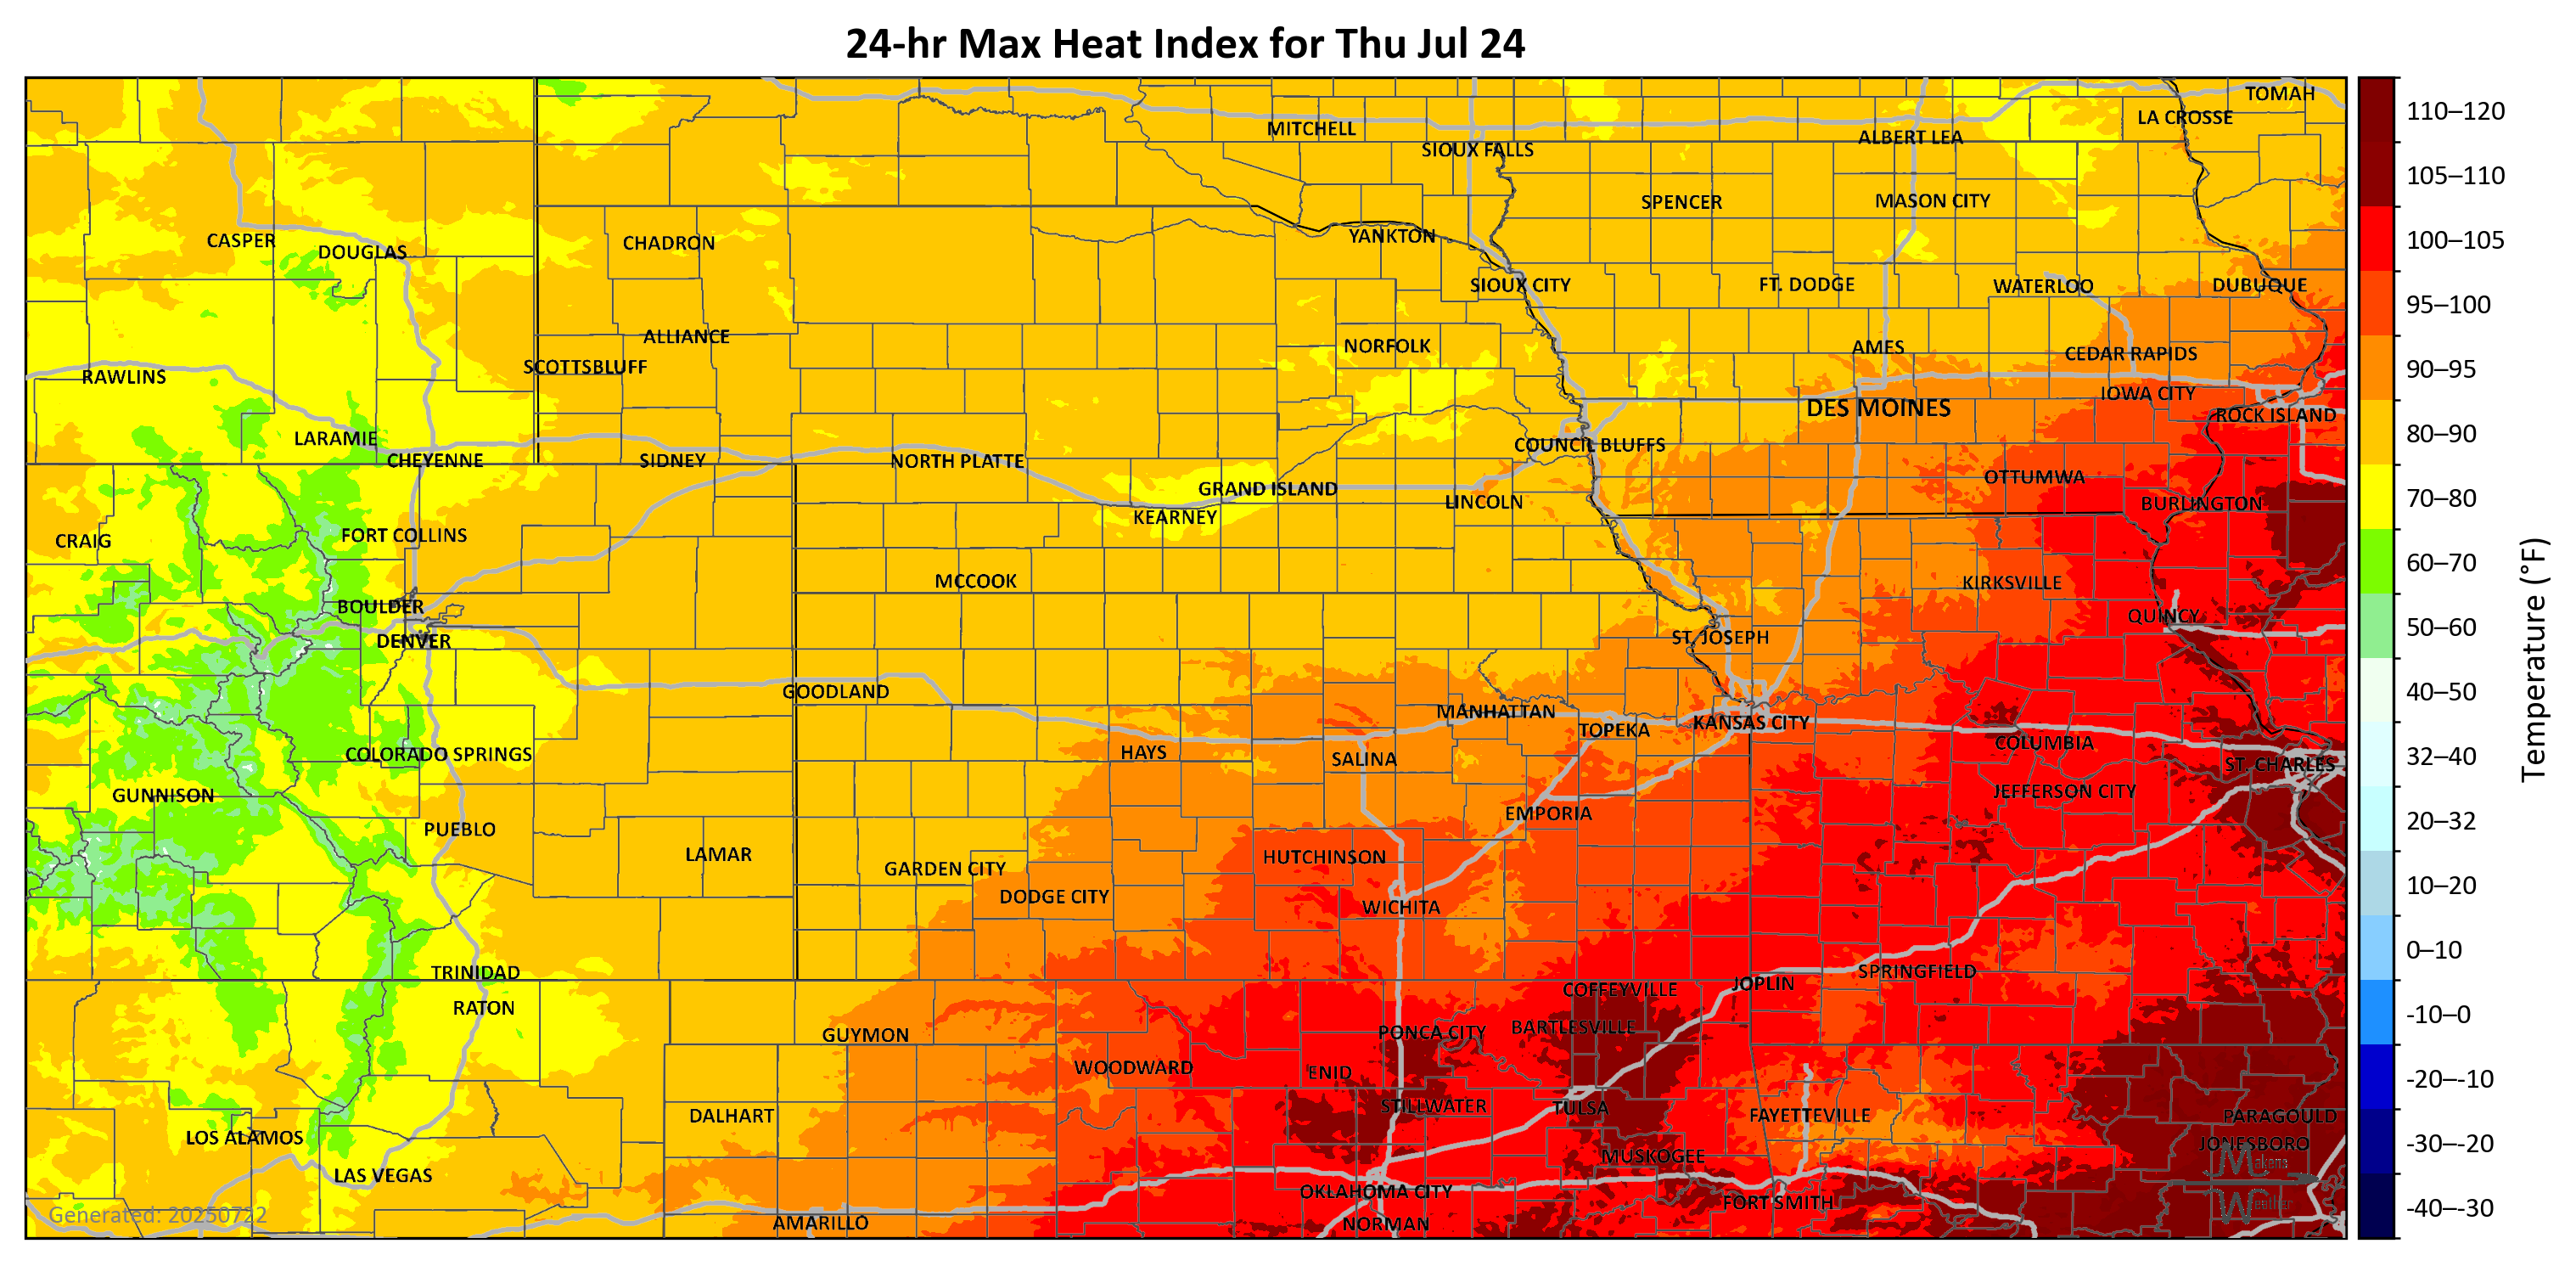 24-hr Max Heat Index for Thu Jul 24
TOMAH
LA CROSSE
MITCHELL
ALBERT LEA
SIOUX FALLS
SPENCER
MASON CITY
CASPER
DOUGLAS
CHADRON
YANKTON
SIOUX CITY
FT. DODGE
WATERLOO
DUBUQUE
ALLIANCE
NORFOLK
AMES
CEDAR RAPIDS
SCOTTSBLUFF
RAWLINS
IOWA CITY
DES MOINES
ROCK ISLAND
LARAMIE
COUNCIL BLUFFS
CHEYENNE
SIDNEY
NORTH PLATTE
OTTUMWA
GRAND ISLAND
LINCOLN
BURLINGTON
KEARNEY
CRAIG
FORT COLLINS
MCCOOK
KIRKSVILLE
BOULDER
QUINCY
DENVER
ST. JOSEPH
GOODLAND
MANHATTAN
KANSAS CITY
TOPEKA
COLUMBIA
COLORADO SPRINGS
HAYS
SALINA
ST. CHARLES
GUNNISON
JEFFERSON CITY
EMPORIA
PUEBLO
LAMAR
HUTCHINSON
GARDEN CITY
DODGE CITY
WICHITA
TRINIDAD
SPRINGFIELD
JOPLIN
COFFEYVILLE
RATON
GUYMON
PONCA CITY
BARTLESVILLE
WOODWARD
ENID
STILLWATER
TULSA
DALHART
FAYETTEVILLE
PARAGOULD
LOS ALAMOS
JONESBORO
MUSKOGEE
Makens
LAS VEGAS
OKLAHOMA CITY
FORT SMITH
Weather
Generated: 20250722
AMARILLO
NORMAN
110–120
105–110
100–105
95–100
90–95
80–90
70–80
60–70
50–60
40–50
32–40
20–32
10–20
0–10
-10–0
-20–-10
-30–-20
-40–-30
Temperature (°F)